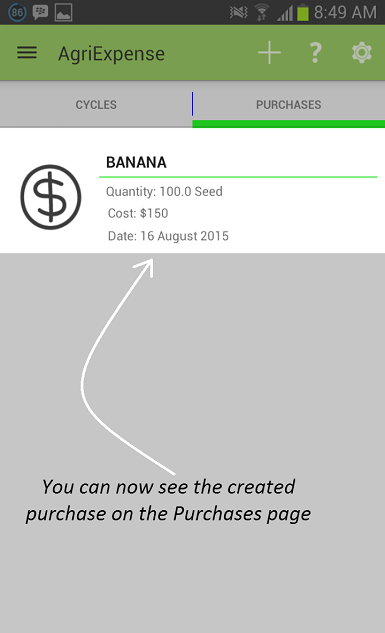 86 8:49 AM
AgriExpense + ?
CYCLES PURCHASES
BANANA
Quantity: 100.0 Seed
Cost: $150
Date: 16 August 2015
You can now see the created
purchase on the Purchases page